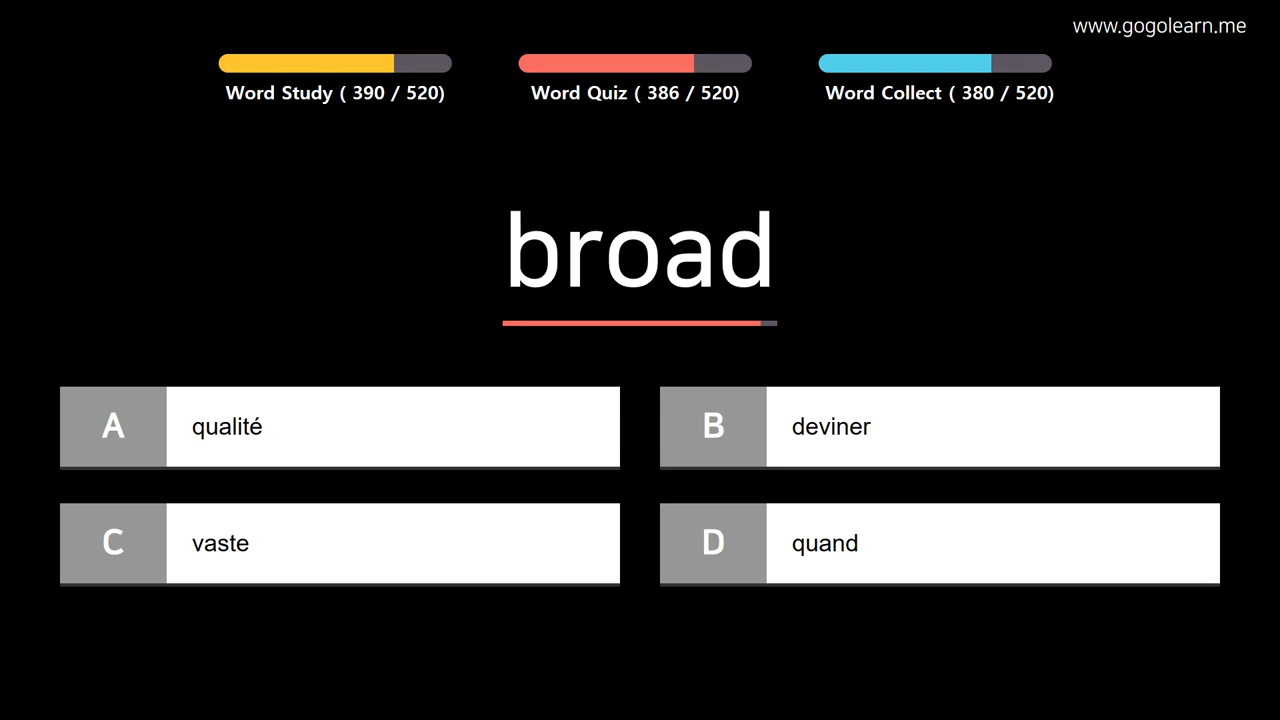 www.gogolearn.me
Word Study ( 390 / 520)
Word Quiz ( 386 / 520)
Word Collect ( 380 / 520)
broad
A qualité
B deviner
C vaste
D quand